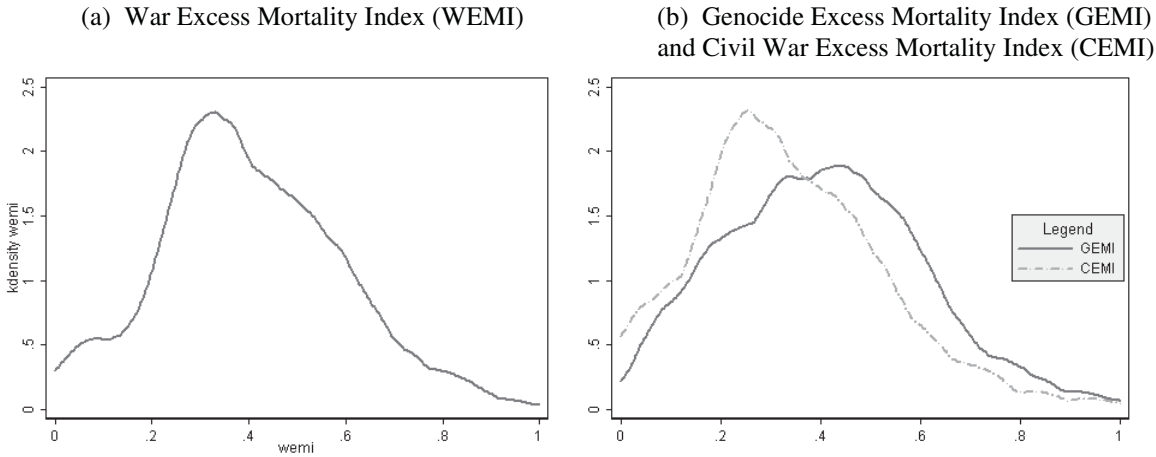 (a) War Excess Mortality Index (WEMI)
(b) Genocide Excess Mortality Index (GEMI)
and Civil War Excess Mortality Index (CEMI)
kdensity wemi
2.5
2
1.5
1
.5
0
0 .2 .4 .6 .8 1
wemi
2.5
2
1.5
1
.5
0
0 .2 .4 .6 .8 1
Legend
GEMI
CEMI